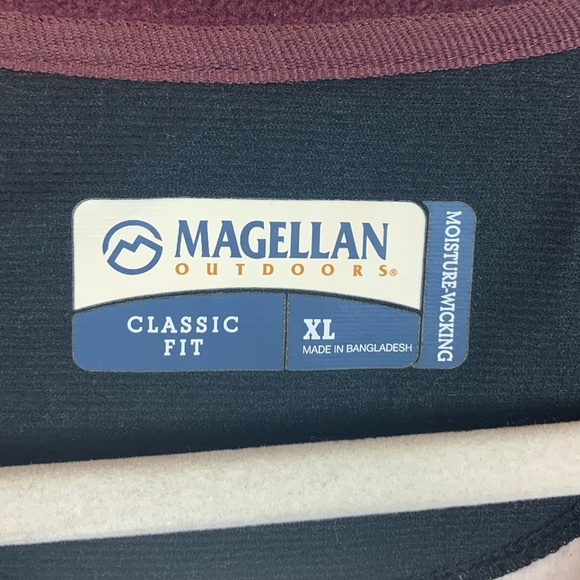 MAGELLAN
OUTDOORS®
CLASSIC
FIT
XL
MADE IN BANGLADESH
MOISTURE-WICKING